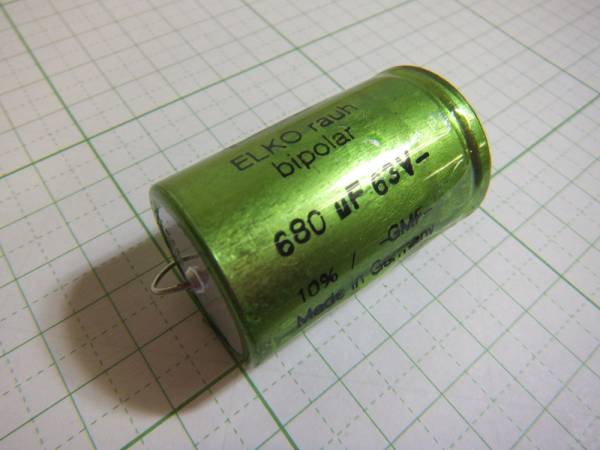 ELKO rauh
bipolar
680 µF 63V~
10% / -GMF-
Made in Germany